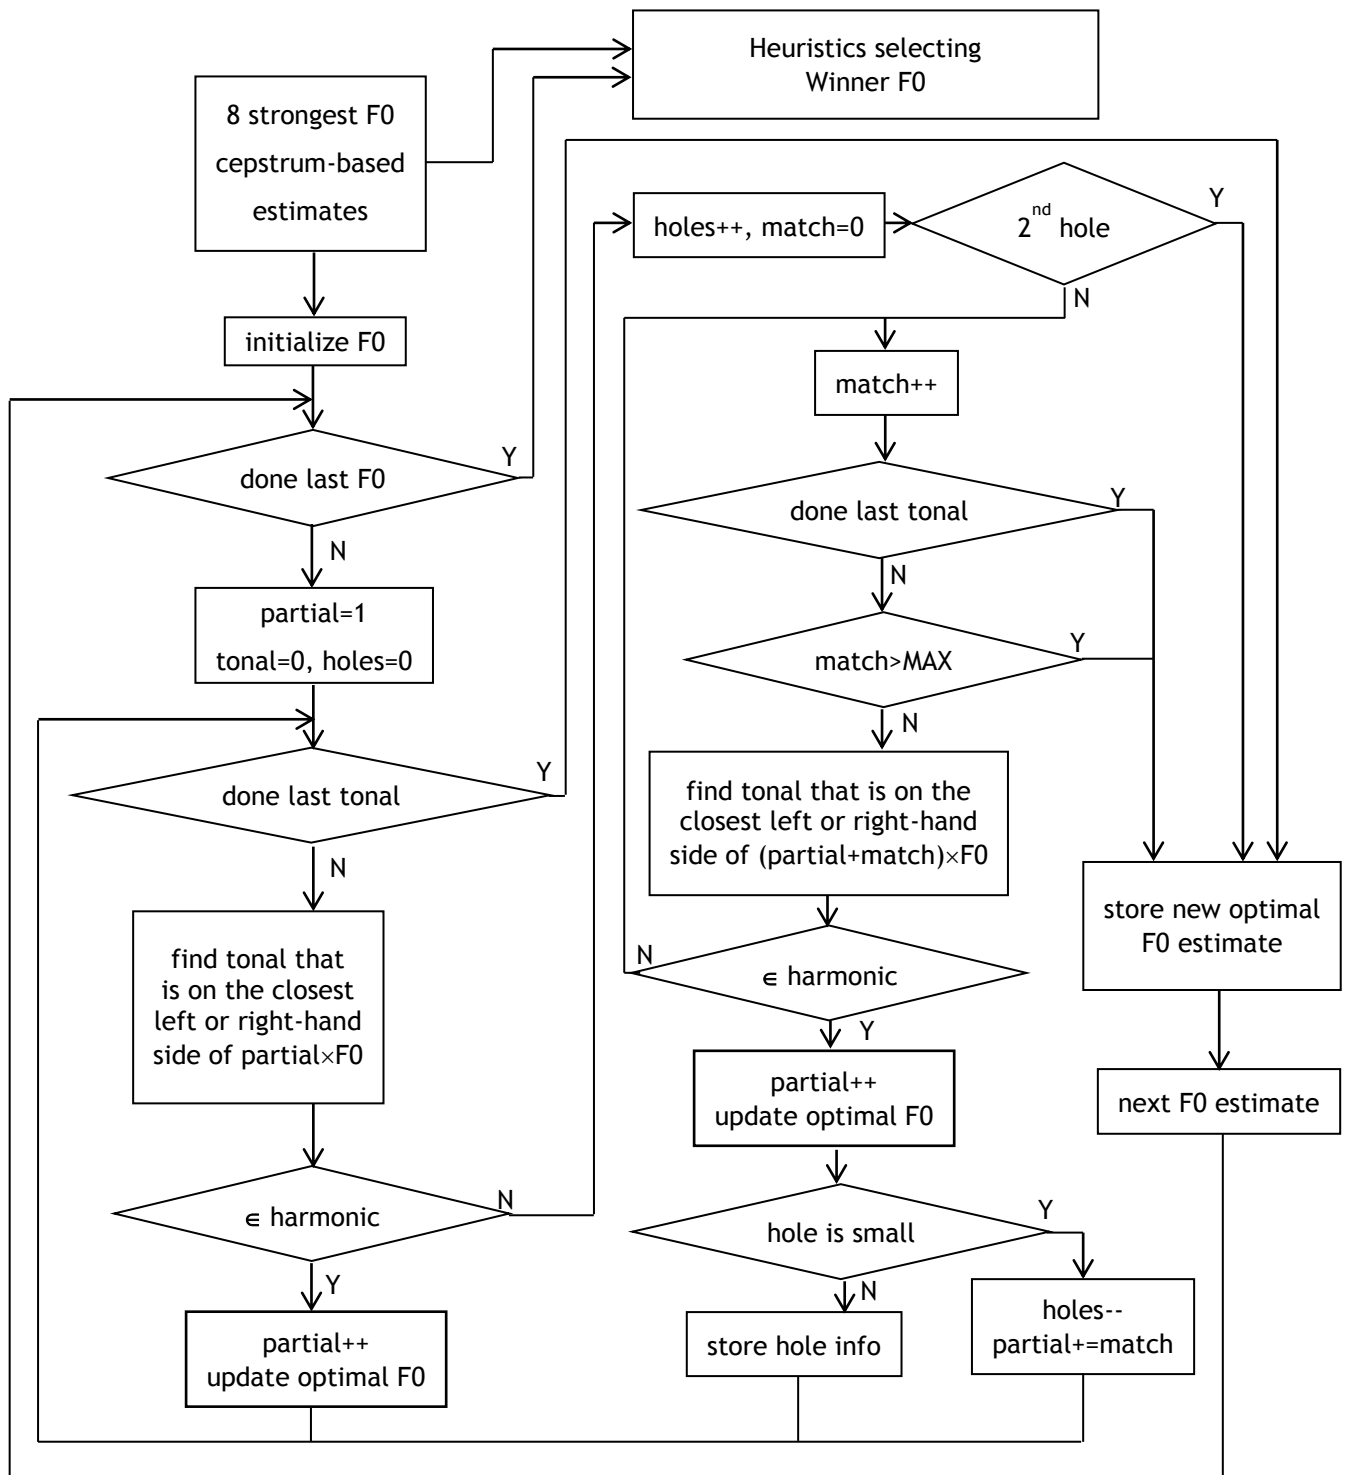 Heuristics selecting
Winner F0
8 strongest F0
cepstrum-based
estimates
holes++, match=0
2nd hole
Y
N
initialize F0
match++
done last F0
Y
N
done last tonal
Y
N
partial=1
tonal=0, holes=0
match>MAX
Y
N
done last tonal
Y
N
find tonal that is on the
closest left or right-hand
side of (partial+match)×F0
store new optimal
F0 estimate
find tonal that
is on the closest
left or right-hand
side of partial×F0
∈ harmonic
N
Y
partial++
update optimal F0
next F0 estimate
∈ harmonic
N
Y
hole is small
Y
N
partial++
update optimal F0
store hole info
holes--
partial+=match